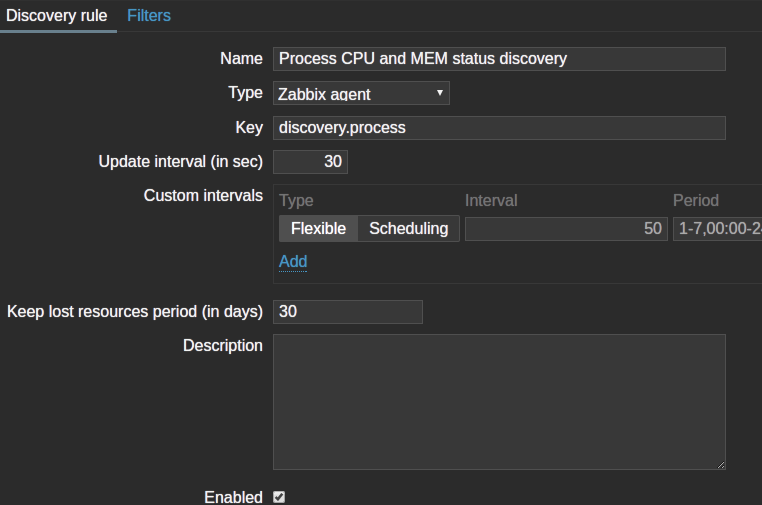 Discovery rule Filters
Name Process CPU and MEM status discovery
Type Zabbix agent
Key discovery.process
Update interval (in sec) 30
Custom intervals Type Interval Period
Flexible Scheduling 50 1-7,00:00-24
Add
Keep lost resources period (in days) 30
Description
Enabled